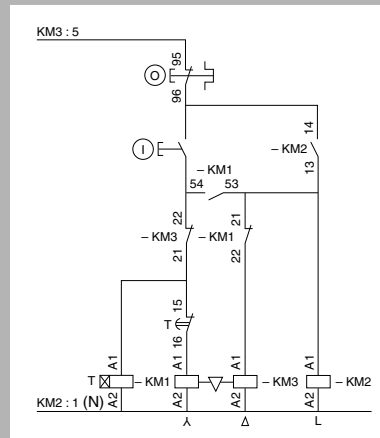 KM3 : 5
95
O
96
14
I
– KM2
– KM1
13
54 53
22 21
– KM3 – KM1
21 22
15
T
16
A1 A1 A1 A1
T – KM1 – KM3 – KM2
A2 A2 A2 A2
KM2 : 1 (N)
Y Δ L